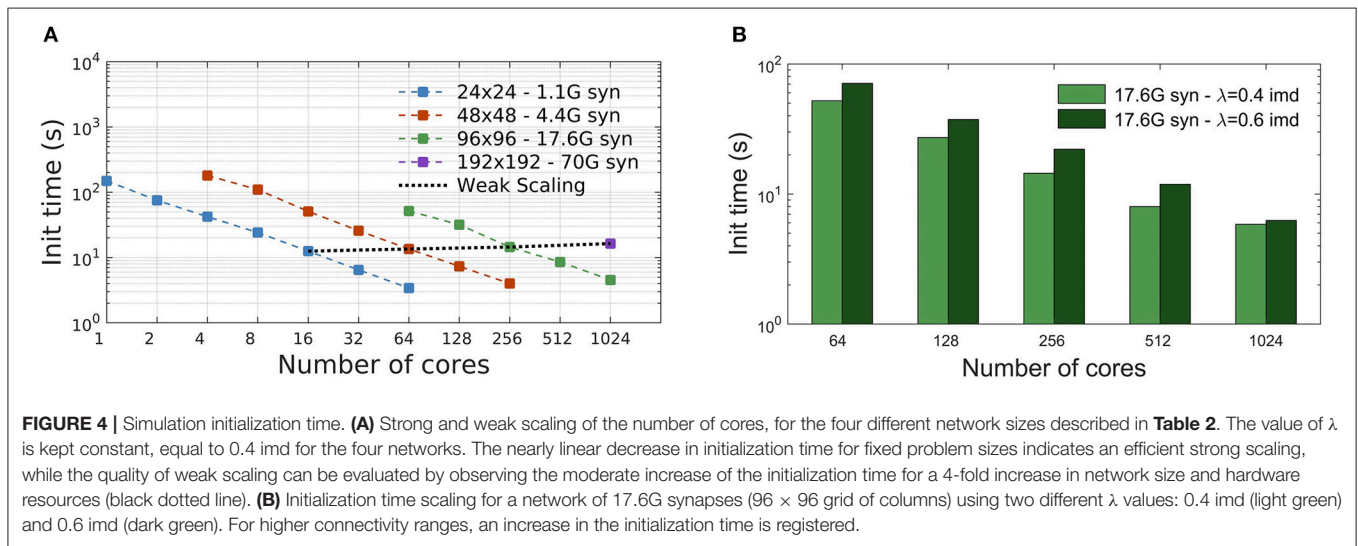 A
Init time (s)
10^4
10^3
10^2
10^1
10^0
24x24 - 1.1G syn
48x48 - 4.4G syn
96x96 - 17.6G syn
192x192 - 70G syn
Weak Scaling
1 2 4 8 16 32 64 128 256 512 1024
Number of cores
B
Init time (s)
10^2
10^1
10^0
17.6G syn - λ=0.4 imd
17.6G syn - λ=0.6 imd
64 128 256 512 1024
Number of cores
FIGURE 4 | Simulation initialization time. (A) Strong and weak scaling of the number of cores, for the four different network sizes described in Table 2. The value of λ
is kept constant, equal to 0.4 imd for the four networks. The nearly linear decrease in initialization time for fixed problem sizes indicates an efficient strong scaling,
while the quality of weak scaling can be evaluated by observing the moderate increase of the initialization time for a 4-fold increase in network size and hardware
resources (black dotted line). (B) Initialization time scaling for a network of 17.6G synapses (96 × 96 grid of columns) using two different λ values: 0.4 imd (light green)
and 0.6 imd (dark green). For higher connectivity ranges, an increase in the initialization time is registered.